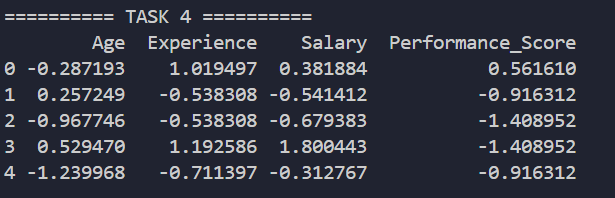 ========== TASK 4 ==========
Age Experience Salary Performance_Score
0 -0.287193 1.019497 0.381884 0.561610
1 0.257249 -0.538308 -0.541412 -0.916312
2 -0.967746 -0.538308 -0.679383 -1.408952
3 0.529470 1.192586 1.800443 -1.408952
4 -1.239968 -0.711397 -0.312767 -0.916312